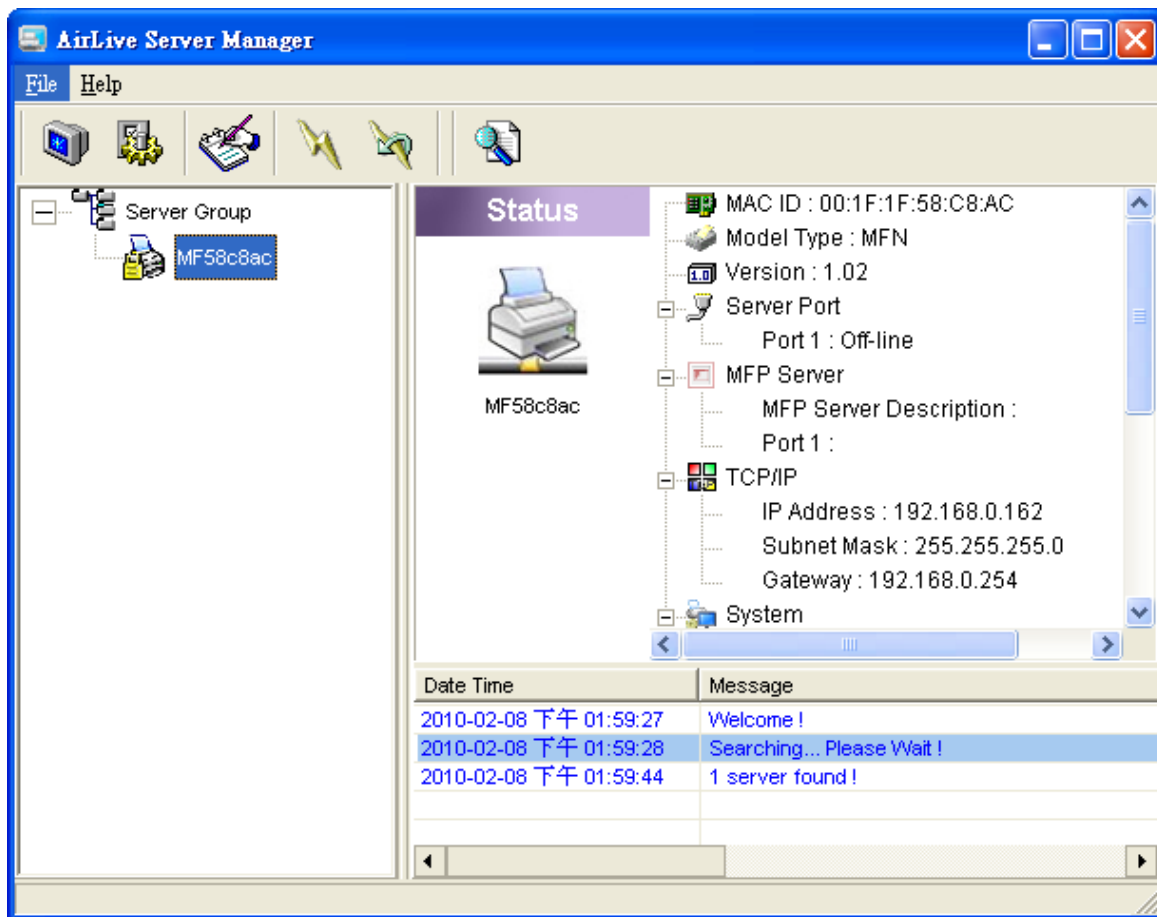 AirLive Server Manager
File Help
Server Group
MF58c8ac
Status
MF58c8ac
MAC ID : 00:1F:1F:58:C8:AC
Model Type : MFN
1.0 Version : 1.02
Server Port
Port 1 : Off-line
MFP Server
MFP Server Description :
Port 1 :
TCP/IP
IP Address : 192.168.0.162
Subnet Mask : 255.255.255.0
Gateway : 192.168.0.254
System
Date Time Message
2010-02-08 下午 01:59:27 Welcome !
2010-02-08 下午 01:59:28 Searching... Please Wait !
2010-02-08 下午 01:59:44 1 server found !